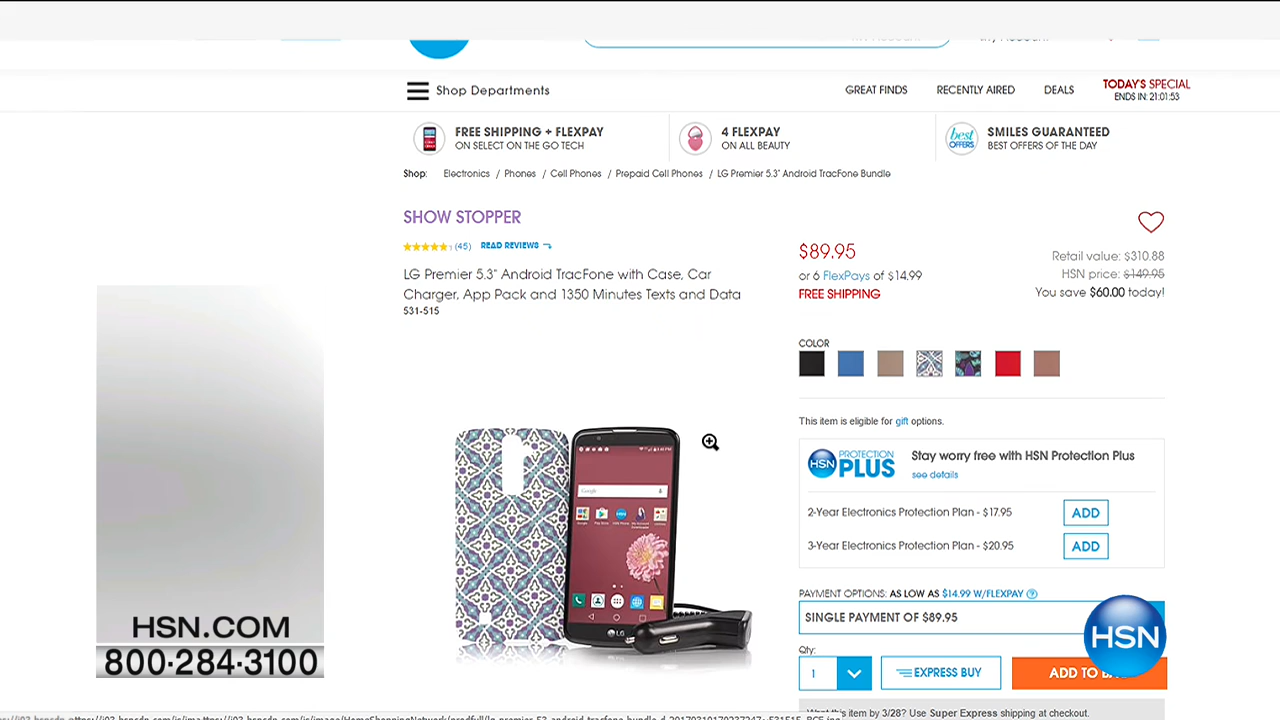 Shop Departments
GREAT FINDS
RECENTLY AIRED
DEALS
TODAY'S SPECIAL
ENDS IN: 21:01:53
FREE SHIPPING + FLEXPAY
ON SELECT ON THE GO TECH
4 FLEXPAY
ON ALL BEAUTY
best
OFFERS
SMILES GUARANTEED
BEST OFFERS OF THE DAY
Shop: Electronics / Phones / Cell Phones / Prepaid Cell Phones / LG Premier 5.3" Android TracFone Bundle
SHOW STOPPER
(45) READ REVIEWS
LG Premier 5.3" Android TracFone with Case, Car
Charger, App Pack and 1350 Minutes Texts and Data
531-515
$89.95
or 6 FlexPays of $14.99
FREE SHIPPING
Retail value: $310.88
HSN price: $149.95
You save $60.00 today!
COLOR
This item is eligible for gift options.
HSN PROTECTION PLUS
Stay worry free with HSN Protection Plus
see details
2-Year Electronics Protection Plan - $17.95 ADD
3-Year Electronics Protection Plan - $20.95 ADD
PAYMENT OPTIONS: AS LOW AS $14.99 W/FLEXPAY ?
SINGLE PAYMENT OF $89.95
Qty:
1
EXPRESS BUY
ADD TO
HSN
this item by 3/28? Use Super Express shipping at checkout.
Google
LG
HSN.COM
800·284·3100